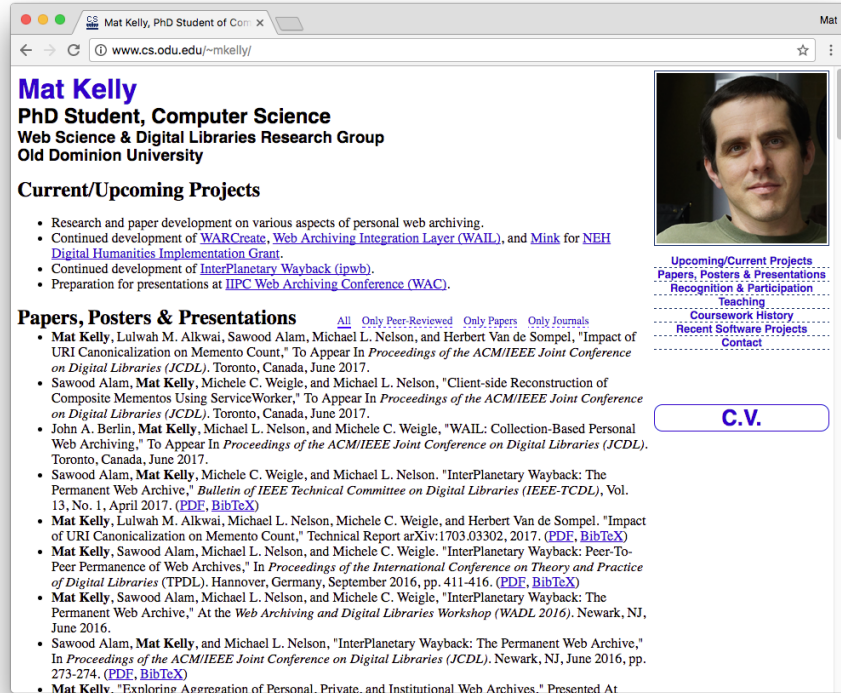 CS
Mat Kelly, PhD Student of Com
Mat
www.cs.odu.edu/~mkelly/
Mat Kelly
PhD Student, Computer Science
Web Science & Digital Libraries Research Group
Old Dominion University
Current/Upcoming Projects
Research and paper development on various aspects of personal web archiving.
Continued development of WARCreate, Web Archiving Integration Layer (WAIL), and Mink for NEH
Digital Humanities Implementation Grant.
Continued development of InterPlanetary Wayback (ipwb).
Preparation for presentations at IIPC Web Archiving Conference (WAC).
Papers, Posters & Presentations All Only Peer-Reviewed Only Papers Only Journals
Mat Kelly, Lulwah M. Alkwai, Sawood Alam, Michael L. Nelson, and Herbert Van de Sompel, "Impact of
URI Canonicalization on Memento Count," To Appear In Proceedings of the ACM/IEEE Joint Conference
on Digital Libraries (JCDL). Toronto, Canada, June 2017.
Sawood Alam, Mat Kelly, Michele C. Weigle, and Michael L. Nelson, "Client-side Reconstruction of
Composite Mementos Using ServiceWorker," To Appear In Proceedings of the ACM/IEEE Joint Conference
on Digital Libraries (JCDL). Toronto, Canada, June 2017.
John A. Berlin, Mat Kelly, Michael L. Nelson, and Michele C. Weigle, "WAIL: Collection-Based Personal
Web Archiving," To Appear In Proceedings of the ACM/IEEE Joint Conference on Digital Libraries (JCDL).
Toronto, Canada, June 2017.
Sawood Alam, Mat Kelly, Michele C. Weigle, and Michael L. Nelson. "InterPlanetary Wayback: The
Permanent Web Archive," Bulletin of IEEE Technical Committee on Digital Libraries (IEEE-TCDL), Vol.
13, No. 1, April 2017. (PDF, BibTeX)
Mat Kelly, Lulwah M. Alkwai, Michael L. Nelson, Michele C. Weigle, and Herbert Van de Sompel. "Impact
of URI Canonicalization on Memento Count," Technical Report arXiv:1703.03302, 2017. (PDF, BibTeX)
Mat Kelly, Sawood Alam, Michael L. Nelson, and Michele C. Weigle. "InterPlanetary Wayback: Peer-To-
Peer Permanence of Web Archives," In Proceedings of the International Conference on Theory and Practice
of Digital Libraries (TPDL). Hannover, Germany, September 2016, pp. 411-416. (PDF, BibTeX)
Mat Kelly, Sawood Alam, Michael L. Nelson, and Michele C. Weigle, "InterPlanetary Wayback: The
Permanent Web Archive," At the Web Archiving and Digital Libraries Workshop (WADL 2016). Newark, NJ,
June 2016.
Sawood Alam, Mat Kelly, and Michael L. Nelson, "InterPlanetary Wayback: The Permanent Web Archive,"
In Proceedings of the ACM/IEEE Joint Conference on Digital Libraries (JCDL). Newark, NJ, June 2016, pp.
273-274. (PDF, BibTeX)
Mat Kelly, "Exploring Aggregation of Personal, Private, and Institutional Web Archives," Presented At
Upcoming/Current Projects
Papers, Posters & Presentations
Recognition & Participation
Teaching
Coursework History
Recent Software Projects
Contact
C.V.